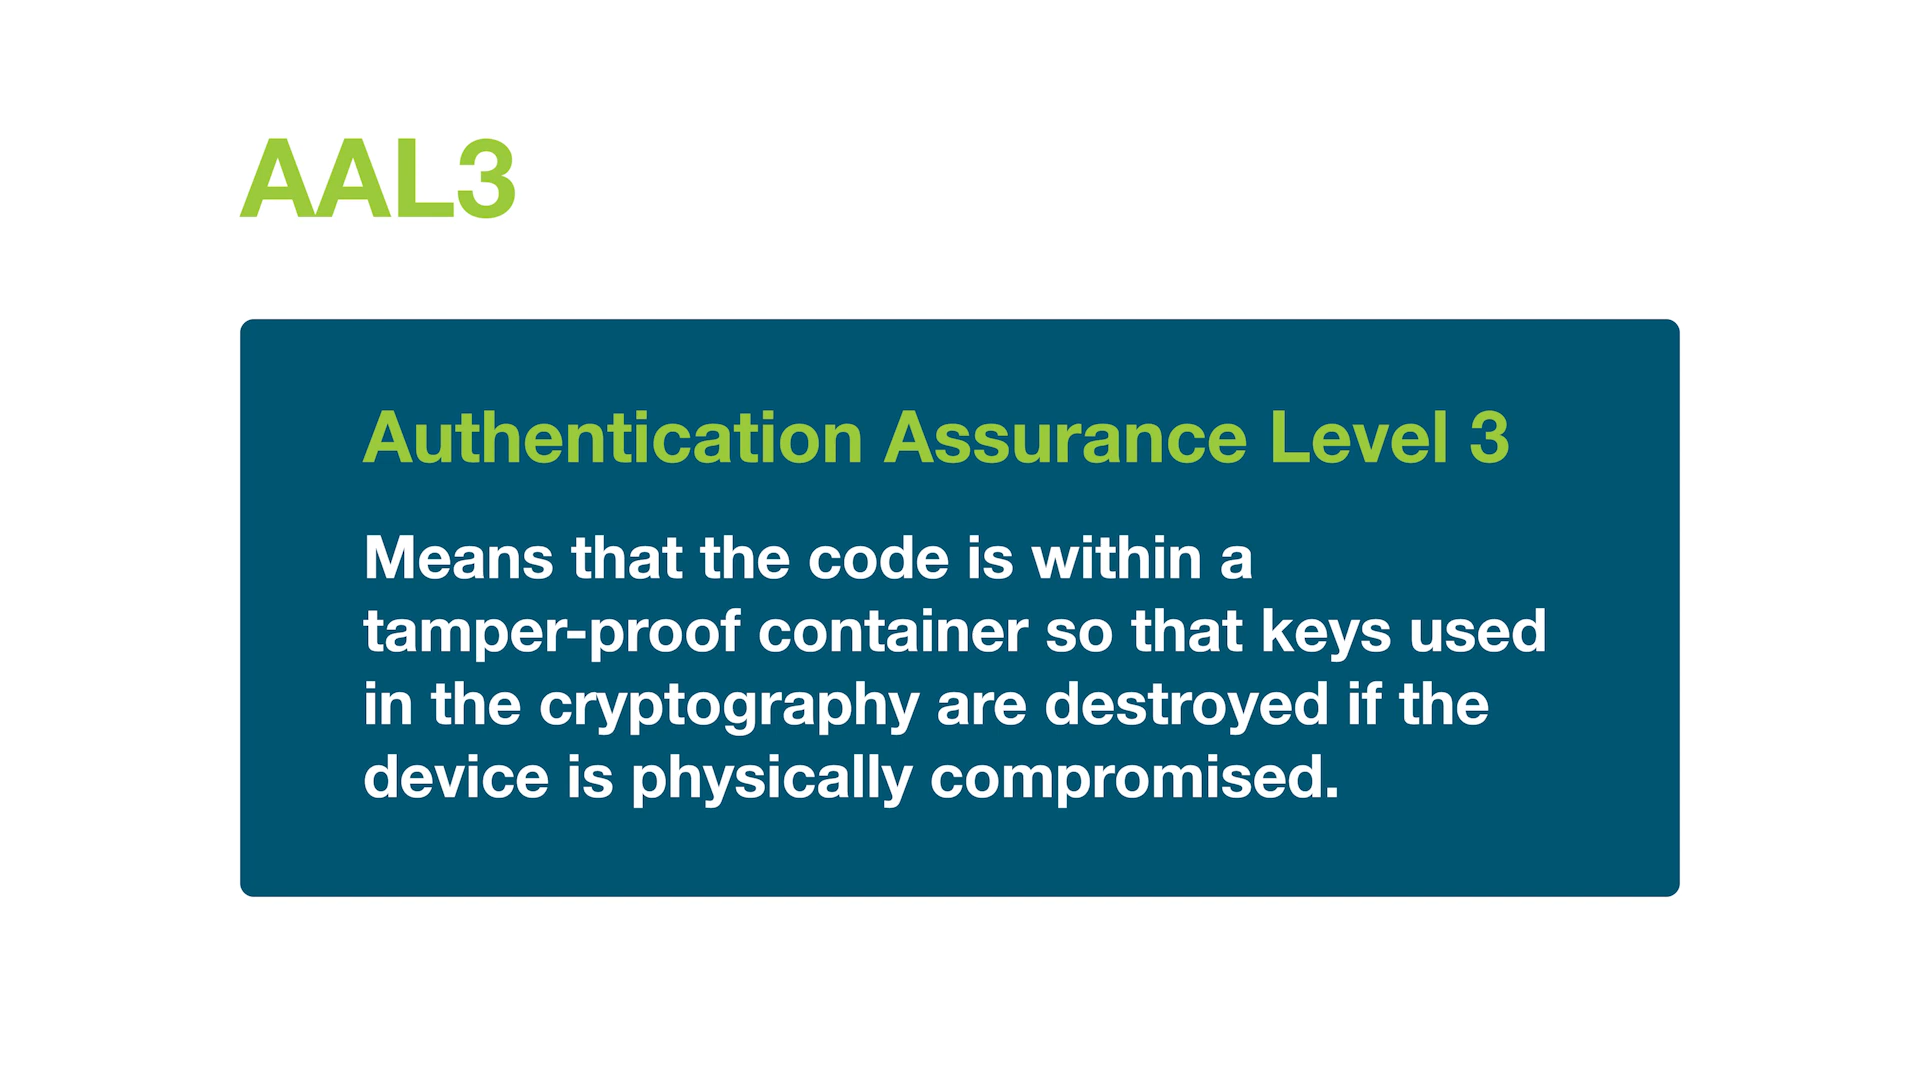 AAL3
Authentication Assurance Level 3
Means that the code is within a
tamper-proof container so that keys used
in the cryptography are destroyed if the
device is physically compromised.